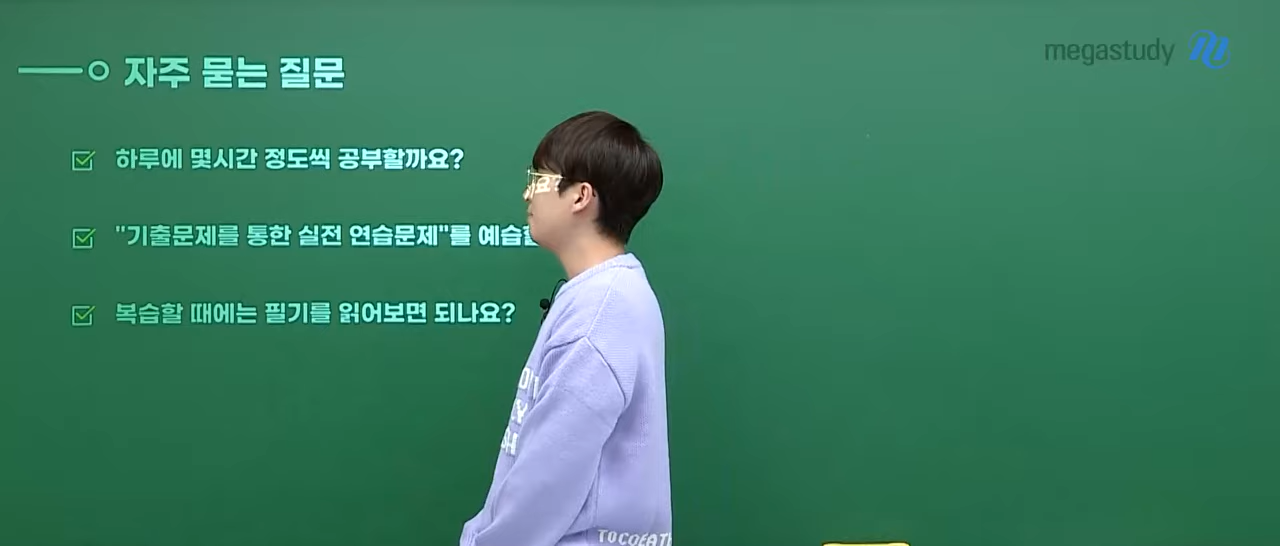 자주 묻는 질문
megastudy
하루에 몇시간 정도씩 공부할까요?
"기출문제를 통한 실전 연습문제"를
복습할 때에는 필기를 읽어보면 되나요?